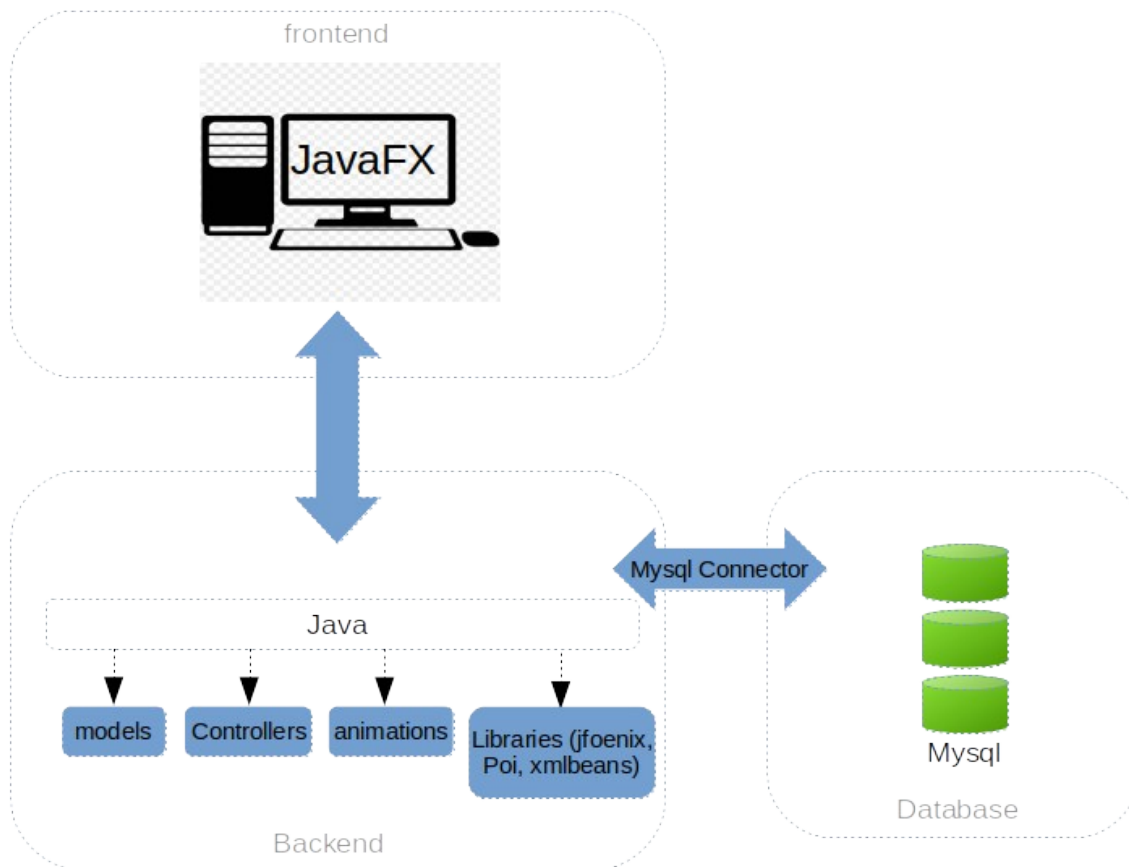 frontend
JavaFX
Mysql Connector
Java
models
Controllers
animations
Libraries (jfoenix,
Poi, xmlbeans)
Backend
Mysql
Database